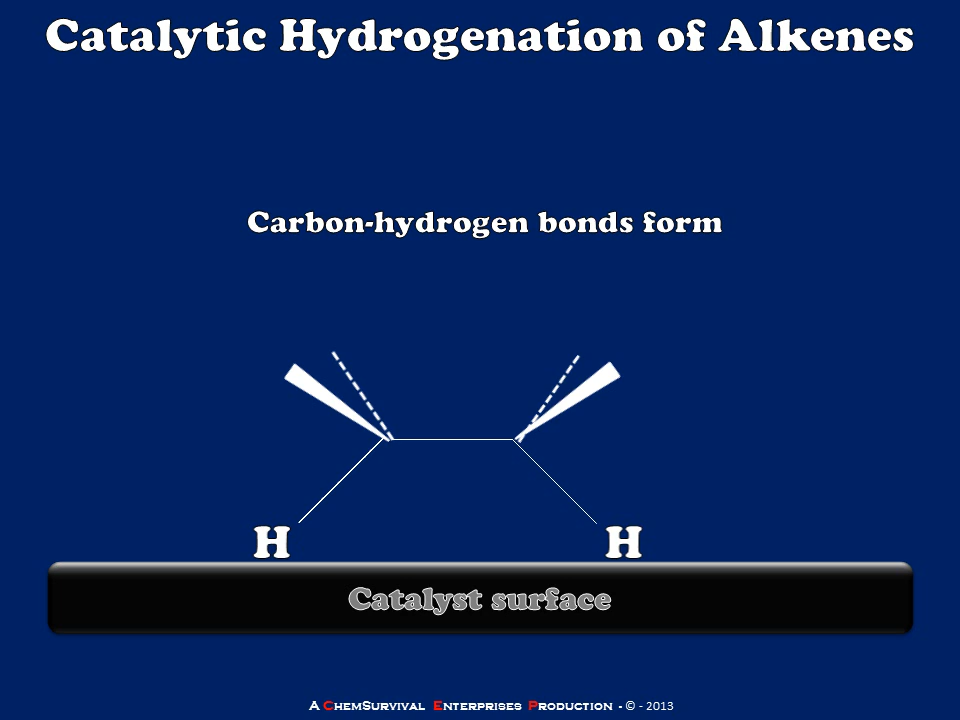 Catalytic Hydrogenation of Alkenes
Carbon-hydrogen bonds form
H H
Catalyst surface
A ChemSurvival Enterprises Production - © - 2013